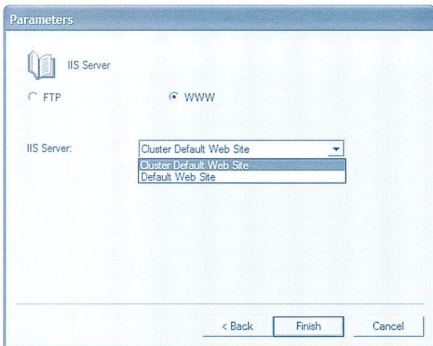 Parameters
IIS Server
FTP
WWW
IIS Server:
Cluster Default Web Site
Cluster Default Web Site
Default Web Site
< Back
Finish
Cancel